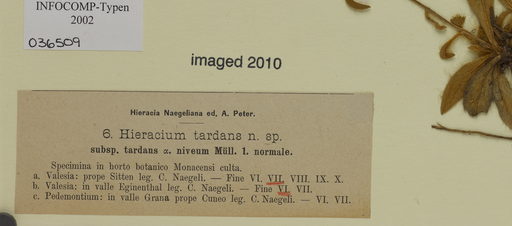 INFOCOMP-Typen
2002
036509
imaged 2010
Hieracia Naegeliana ed. A. Peter.
6. Hieracium tardans n. sp.
subsp. tardans α. niveum Müll. 1. normale.
Specimina in horto botanico Monacensi culta.
a. Valesia: prope Sitten leg. C. Naegeli. — Fine VI. VII. VIII. IX. X.
b. Valesia: in valle Eginenthal leg. C. Naegeli. — Fine VI. VII.
c. Pedemontium: in valle Grana prope Cuneo leg. C. Naegeli. — VI. VII.